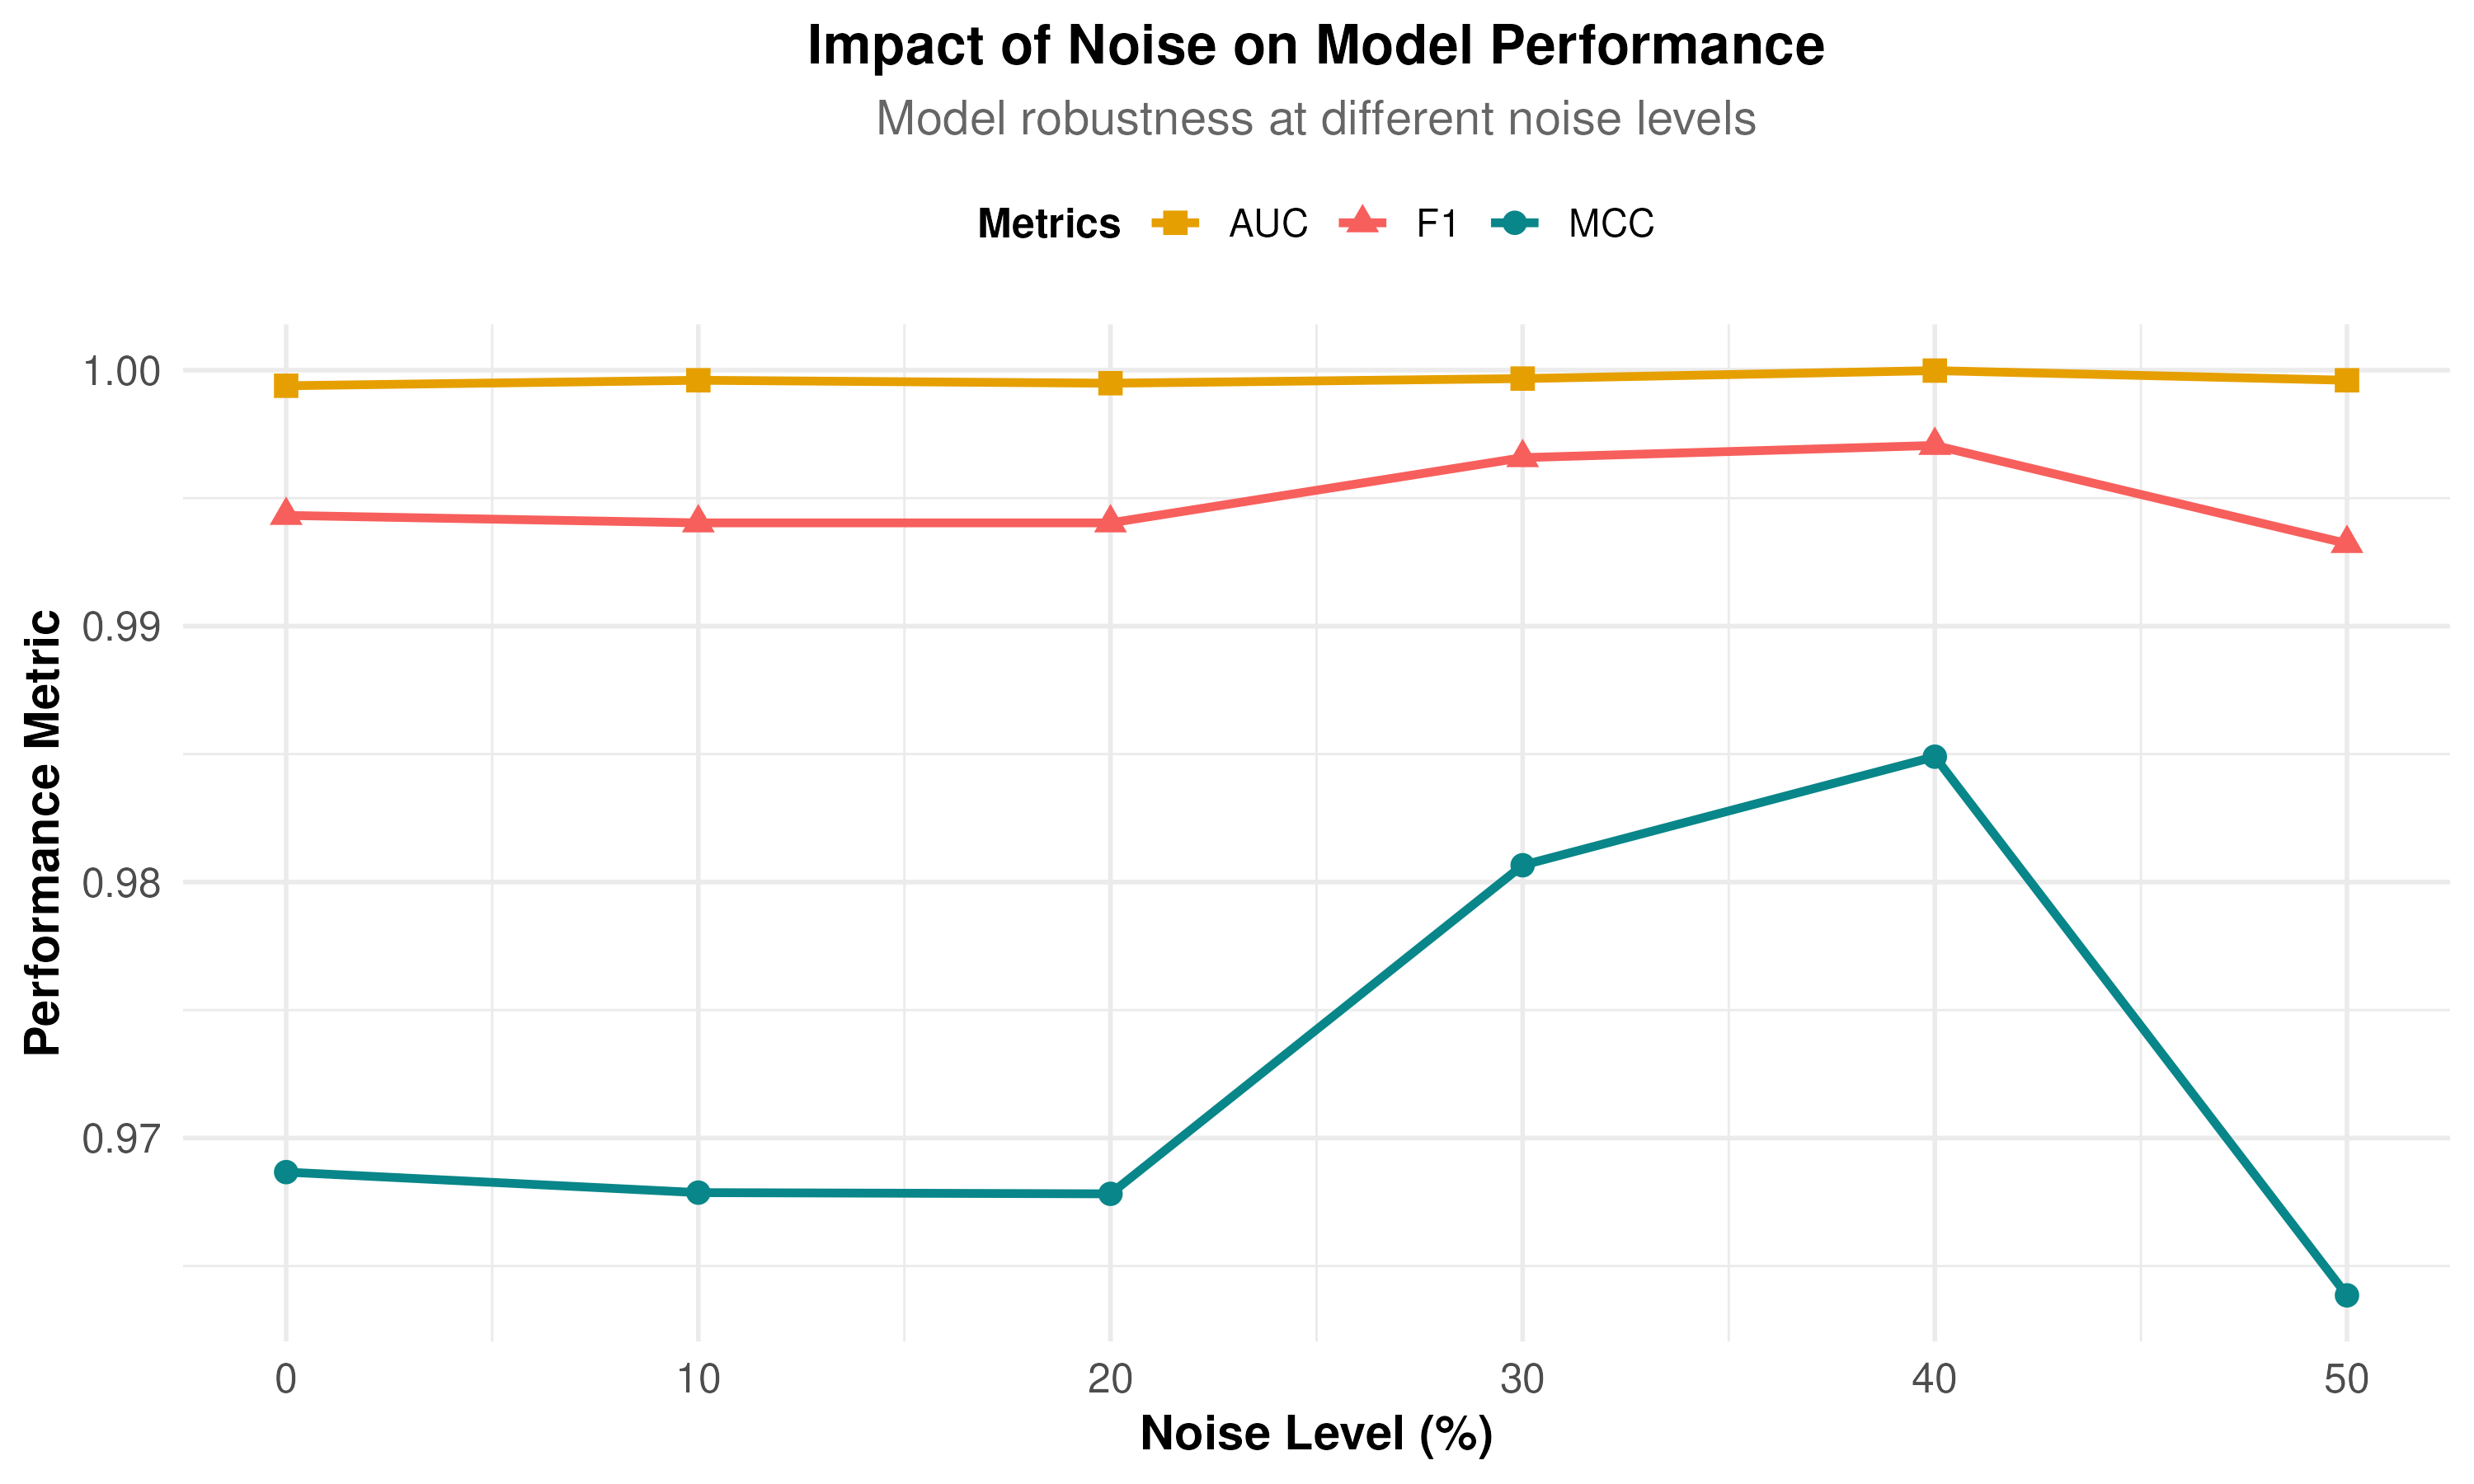 Impact of Noise on Model Performance
Model robustness at different noise levels
Metrics AUC F1 MCC
Performance Metric
1.00
0.99
0.98
0.97
0 10 20 30 40 50
Noise Level (%)